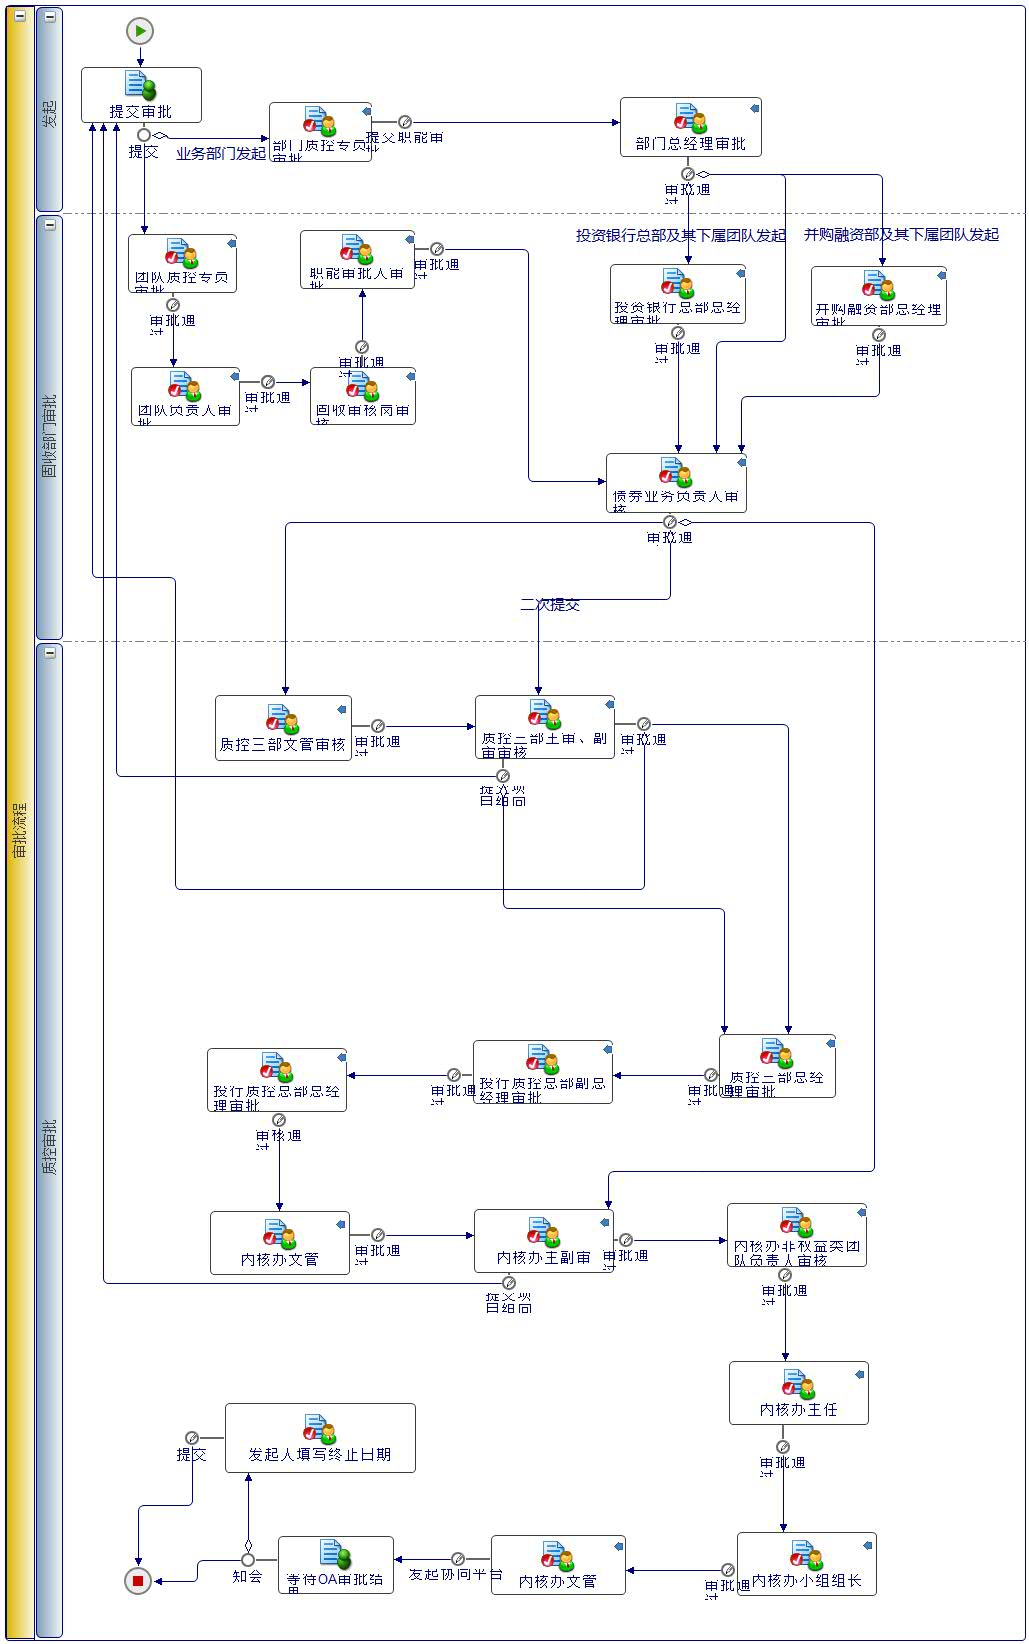 审批流程
发起
提交审批
提交
业务部门发起
部门质控专员
审批
提交职能审
批
部门总经理审批
审批通
过
固收部门审批
投资银行总部及其下属团队发起
并购融资部及其下属团队发起
团队质控专员
审批
审批通
过
职能审批人审
批
审批通
过
投资银行总部总经
理审批
审批通
过
并购融资部总经理
审批
审批通
过
团队负责人审
批
审批通
过
固收审核岗审
核
审批通
过
债券业务负责人审
核
审批通
二次提交
质控审批
质控三部文管审核
审批通
过
质控三部主审、副
审审核
审批通
过
提交项
目组回
质控三部总经
理审批
审批通
过
投行质控总部副总
经理审批
审批通
过
投行质控总部总经
理审批
审核通
过
内核办文管
审批通
过
内核办主副审
审批通
过
提交项
目组回
内核办非权益类团
队负责人审核
审批通
过
内核办主任
审批通
过
内核办小组组长
审批通
过
内核办文管
发起协同平台
等待OA审批结
果
知会
发起人填写终止日期
提交